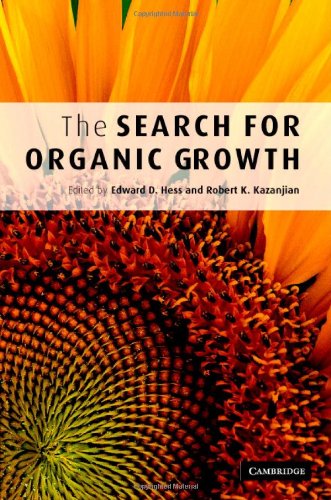 The SEARCH FOR
ORGANIC GROWTH
Edited by Edward D. Hess and Robert K. Kazanjian
CAMBRIDGE